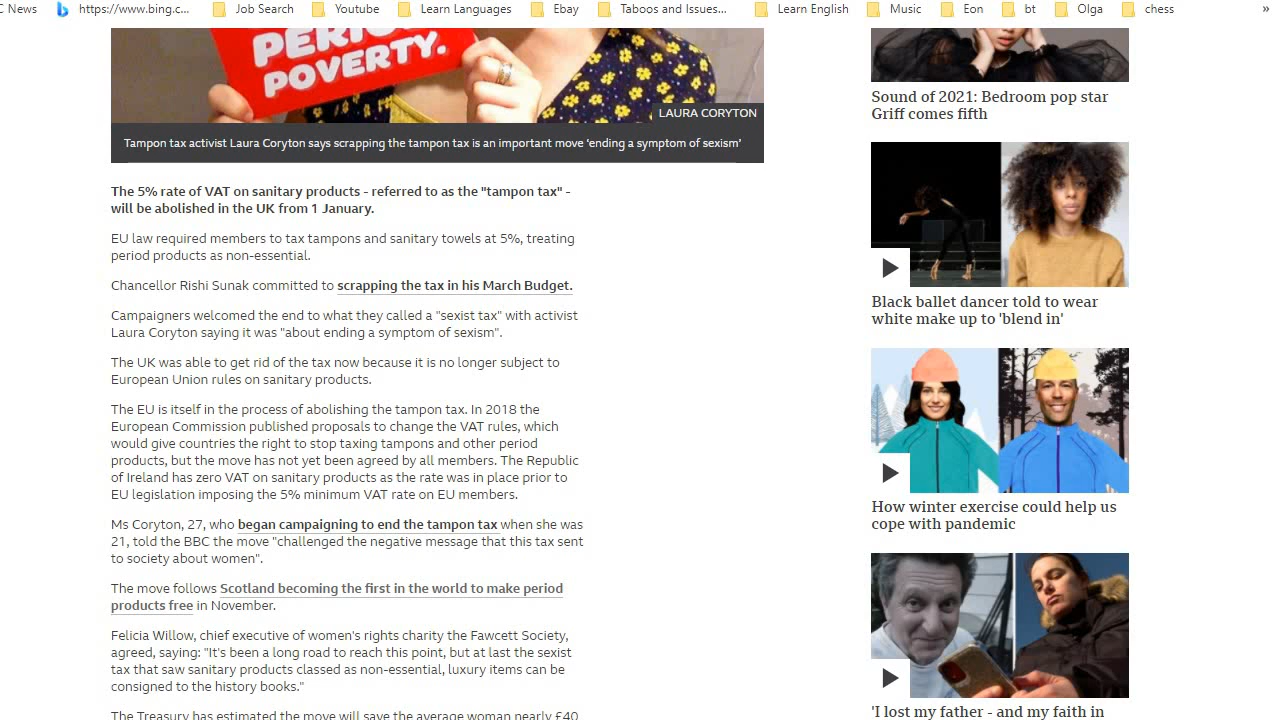 C News
https://www.bing.c...
Job Search
Youtube
Learn Languages
Ebay
Taboos and Issues...
Learn English
Music
Eon
bt
Olga
chess
»
PERIOD
POVERTY.
LAURA CORYTON
Tampon tax activist Laura Coryton says scrapping the tampon tax is an important move 'ending a symptom of sexism'
The 5% rate of VAT on sanitary products - referred to as the "tampon tax" -
will be abolished in the UK from 1 January.
EU law required members to tax tampons and sanitary towels at 5%, treating
period products as non-essential.
Chancellor Rishi Sunak committed to scrapping the tax in his March Budget.
Campaigners welcomed the end to what they called a "sexist tax" with activist
Laura Coryton saying it was "about ending a symptom of sexism".
The UK was able to get rid of the tax now because it is no longer subject to
European Union rules on sanitary products.
The EU is itself in the process of abolishing the tampon tax. In 2018 the
European Commission published proposals to change the VAT rules, which
would give countries the right to stop taxing tampons and other period
products, but the move has not yet been agreed by all members. The Republic
of Ireland has zero VAT on sanitary products as the rate was in place prior to
EU legislation imposing the 5% minimum VAT rate on EU members.
Ms Coryton, 27, who began campaigning to end the tampon tax when she was
21, told the BBC the move "challenged the negative message that this tax sent
to society about women".
The move follows Scotland becoming the first in the world to make period
products free in November.
Felicia Willow, chief executive of women's rights charity the Fawcett Society,
agreed, saying: "It's been a long road to reach this point, but at last the sexist
tax that saw sanitary products classed as non-essential, luxury items can be
consigned to the history books."
The Treasury has estimated the move will save the average woman nearly £40
Sound of 2021: Bedroom pop star
Griff comes fifth
Black ballet dancer told to wear
white make up to 'blend in'
How winter exercise could help us
cope with pandemic
'I lost my father - and my faith in